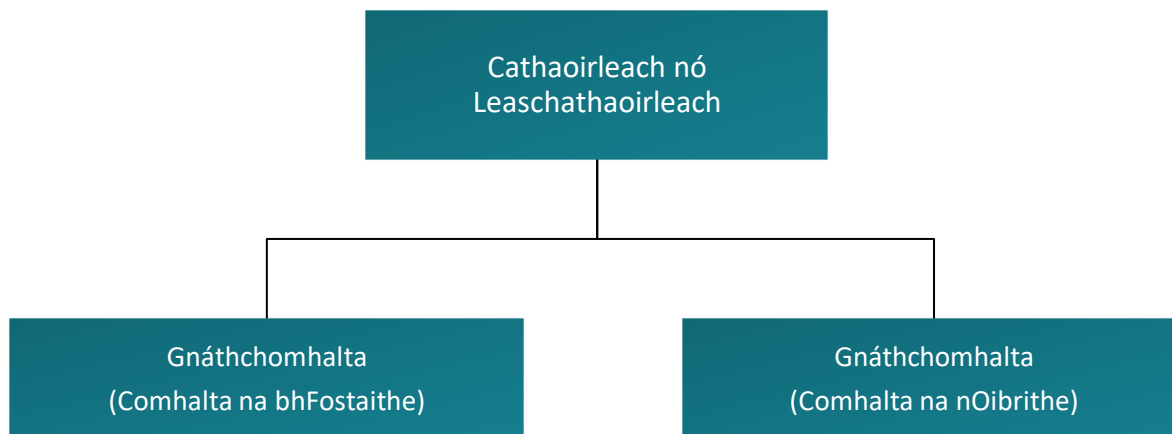 Cathaoirleach nó
Leaschathaoirleach
Gnáthchomhalta
(Comhalta na bhFostaithe)
Gnáthchomhalta
(Comhalta na nOibrithe)